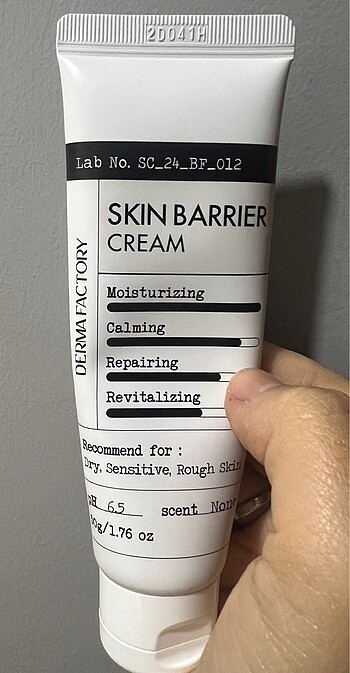 2D041H
Lab No. SC_24_BF_012
DERMA FACTORY
SKIN BARRIER
CREAM
Moisturizing
Calming
Repairing
Revitalizing
Recommend for :
Dry, Sensitive, Rough Skin
pH 6.5 scent None
/1.76 oz